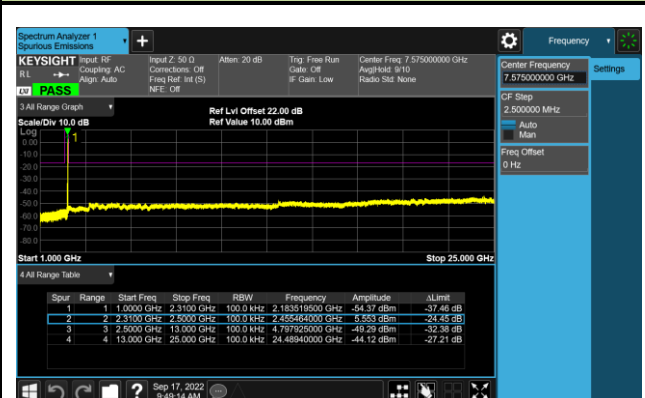 Spectrum Analyzer 1
Spurious Emissions
Frequency
KEYSIGHT Input: RF Input Z: 50 Ω Atten: 20 dB Trig: Free Run Center Freq: 7.575000000 GHz
RL Coupling: AC Corrections: Off Gate: Off Avg|Hold: 9/10
Align: Auto Freq Ref: Int (S) IF Gain: Low Radio Std: None
LXI PASS NFE: Off
Center Frequency
7.575000000 GHz
Settings
CF Step
2.500000 MHz
Auto
Man
Freq Offset
0 Hz
3 All Range Graph
Ref Lvl Offset 22.00 dB
Scale/Div 10.0 dB Ref Value 10.00 dBm
Log
1
0.00
-10.0
-20.0
-30.0
-40.0
-50.0
-60.0
-70.0
-80.0
Start 1.000 GHz Stop 25.000 GHz
4 All Range Table
Spur Range Start Freq Stop Freq RBW Frequency Amplitude ΔLimit
1 1 1.0000 GHz 2.3100 GHz 100.0 kHz 2.183519500 GHz -54.37 dBm -37.46 dB
2 2 2.3100 GHz 2.5000 GHz 100.0 kHz 2.455464000 GHz 5.553 dBm -24.45 dB
3 3 2.5000 GHz 13.000 GHz 100.0 kHz 4.797925000 GHz -49.29 dBm -32.38 dB
4 4 13.000 GHz 25.000 GHz 100.0 kHz 24.48940000 GHz -44.12 dBm -27.21 dB
? Sep 17, 2022
9:49:14 AM